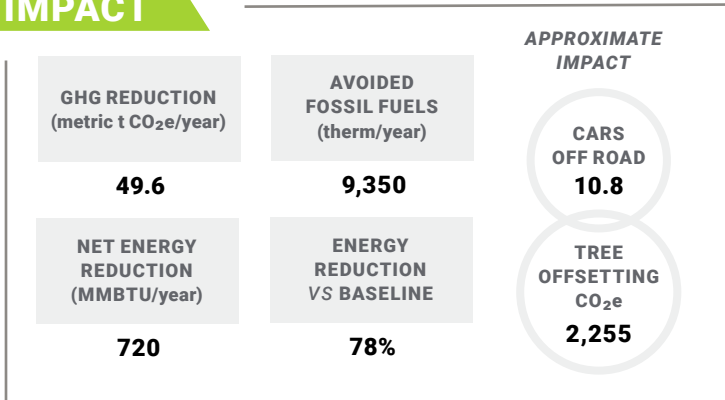 IMPACT
GHG REDUCTION
(metric t CO₂e/year)
49.6
AVOIDED
FOSSIL FUELS
(therm/year)
9,350
NET ENERGY
REDUCTION
(MMBTU/year)
720
ENERGY
REDUCTION
VS BASELINE
78%
APPROXIMATE
IMPACT
CARS
OFF ROAD
10.8
TREE
OFFSETTING
CO₂e
2,255